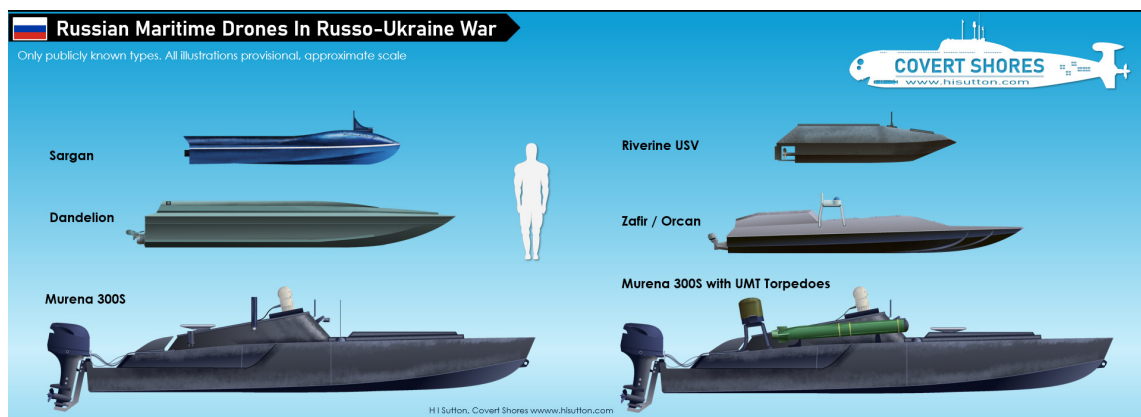 Russian Maritime Drones In Russo-Ukraine War
Only publicly known types. All illustrations provisional, approximate scale
COVERT SHORES
www.hisutton.com
Sargan
Riverine USV
Dandelion
Zafir / Orcan
Murena 300S
Murena 300S with UMT Torpedoes
H I Sutton, Covert Shores wwww.hisutton.com